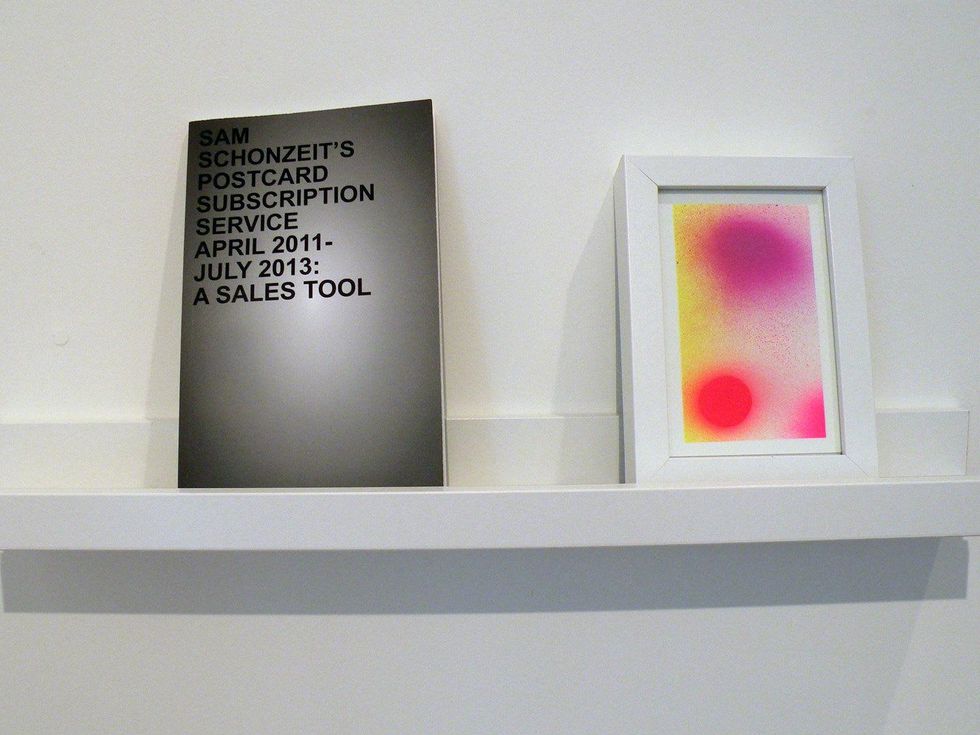 SAM
SCHONZEIT'S
POSTCARD
SUBSCRIPTION
SERVICE
APRIL 2011-
JULY 2013:
A SALES TOOL